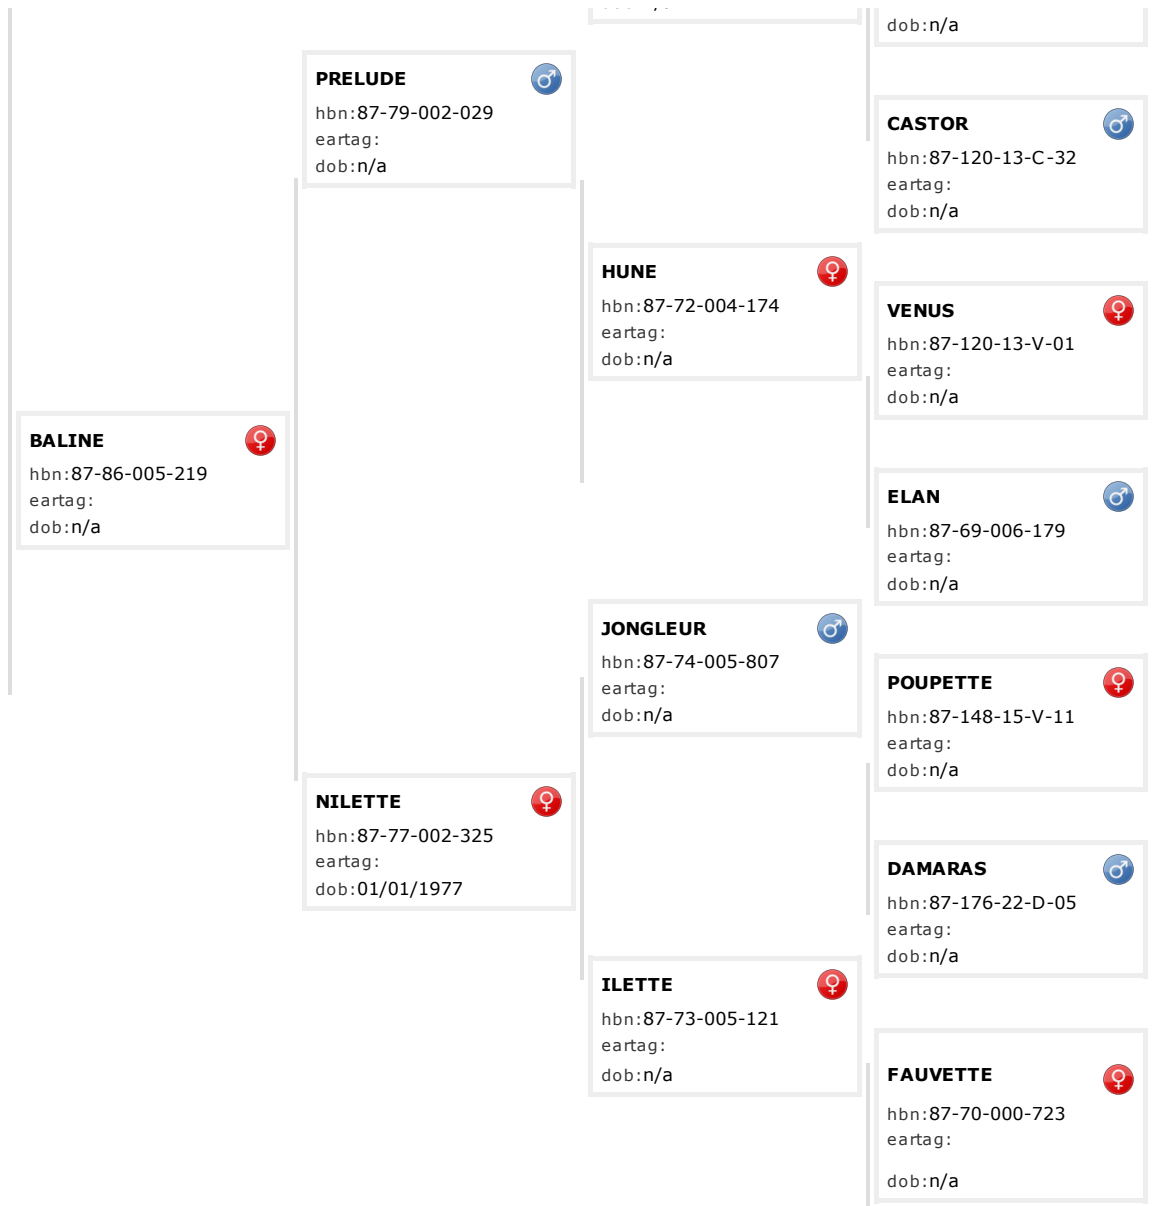 dob:n/a
PRELUDE
hbn:87-79-002-029
eartag:
dob:n/a
CASTOR
hbn:87-120-13-C-32
eartag:
dob:n/a
HUNE
hbn:87-72-004-174
eartag:
dob:n/a
VENUS
hbn:87-120-13-V-01
eartag:
dob:n/a
BALINE
hbn:87-86-005-219
eartag:
dob:n/a
ELAN
hbn:87-69-006-179
eartag:
dob:n/a
JONGLEUR
hbn:87-74-005-807
eartag:
dob:n/a
POUPETTE
hbn:87-148-15-V-11
eartag:
dob:n/a
NILETTE
hbn:87-77-002-325
eartag:
dob:01/01/1977
DAMARAS
hbn:87-176-22-D-05
eartag:
dob:n/a
ILETTE
hbn:87-73-005-121
eartag:
dob:n/a
FAUVETTE
hbn:87-70-000-723
eartag:
dob:n/a